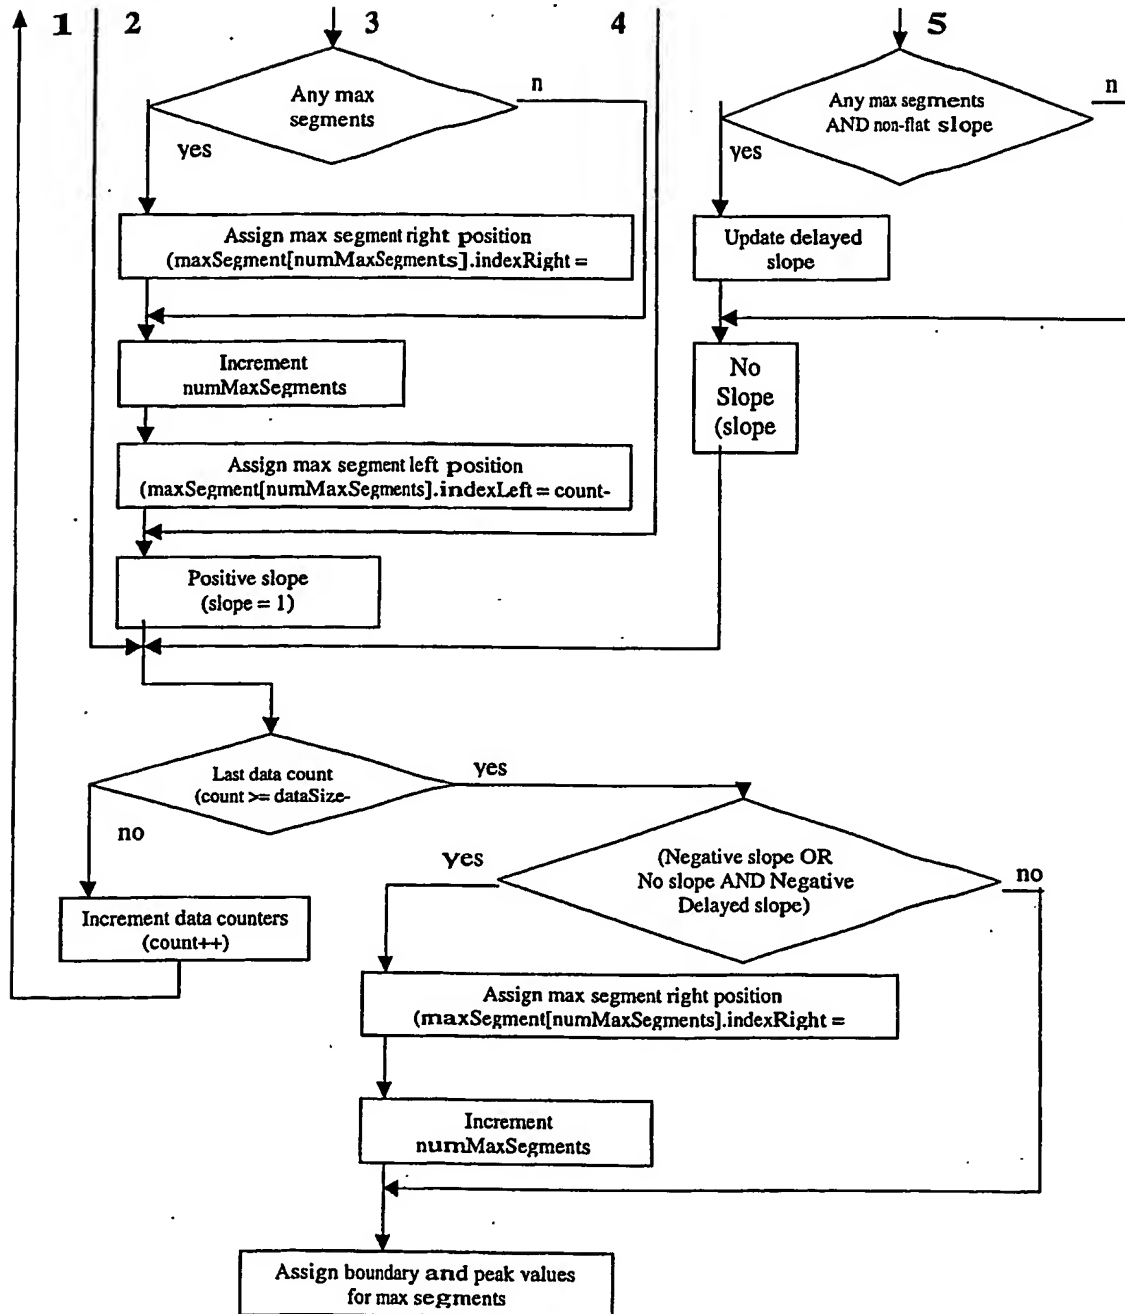 1 2 3 4 5
Any max
segments
n
yes
Any max segments
AND non-flat slope
n
yes
Assign max segment right position
(maxSegment[numMaxSegments].indexRight =
Update delayed
slope
Increment
numMaxSegments
No
Slope
(slope
Assign max segment left position
(maxSegment[numMaxSegments].indexLeft = count-
Positive slope
(slope = 1)
Last data count
(count >= dataSize-
yes
no
(Negative slope OR
No slope AND Negative
Delayed slope)
yes
no
Increment data counters
(count++)
Assign max segment right position
(maxSegment[numMaxSegments].indexRight =
Increment
numMaxSegments
Assign boundary and peak values
for max segments